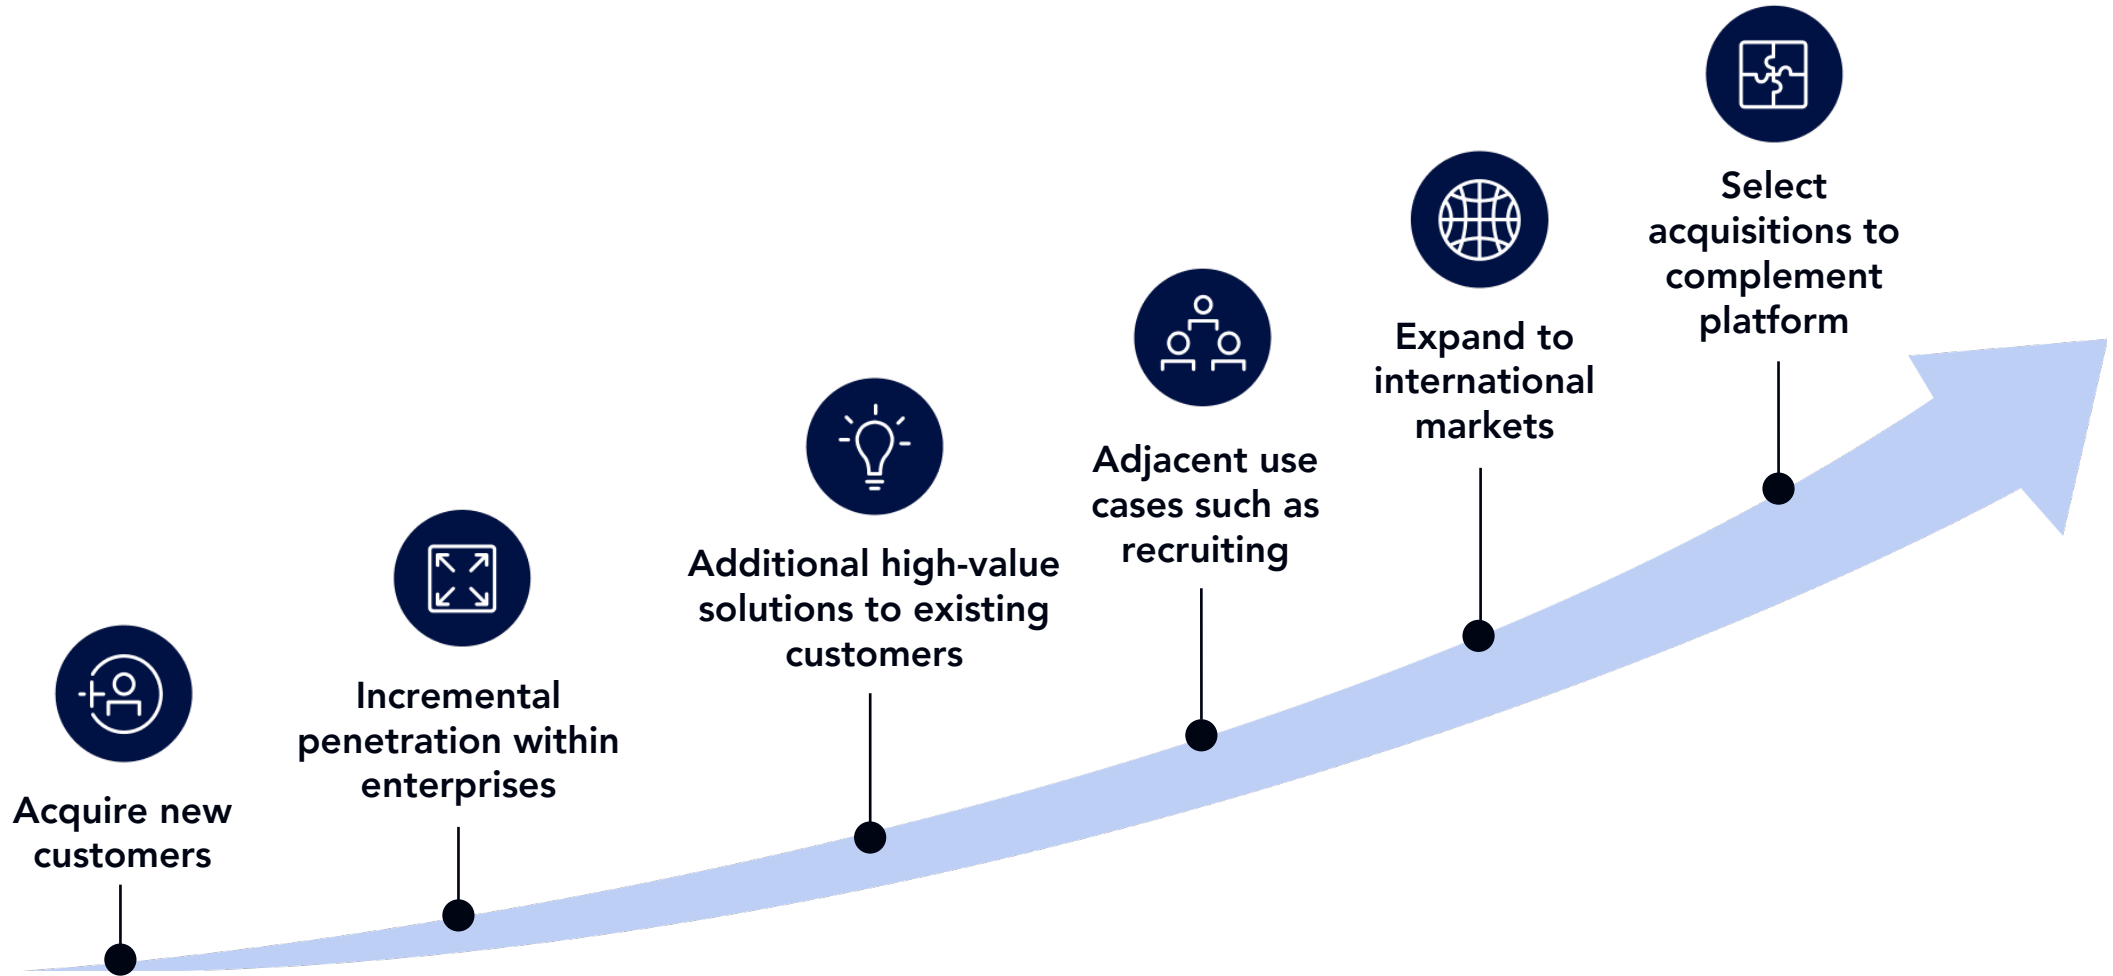 Acquire new
customers
Incremental
penetration within
enterprises
Additional high-value
solutions to existing
customers
Adjacent use
cases such as
recruiting
Expand to
international
markets
Select
acquisitions to
complement
platform